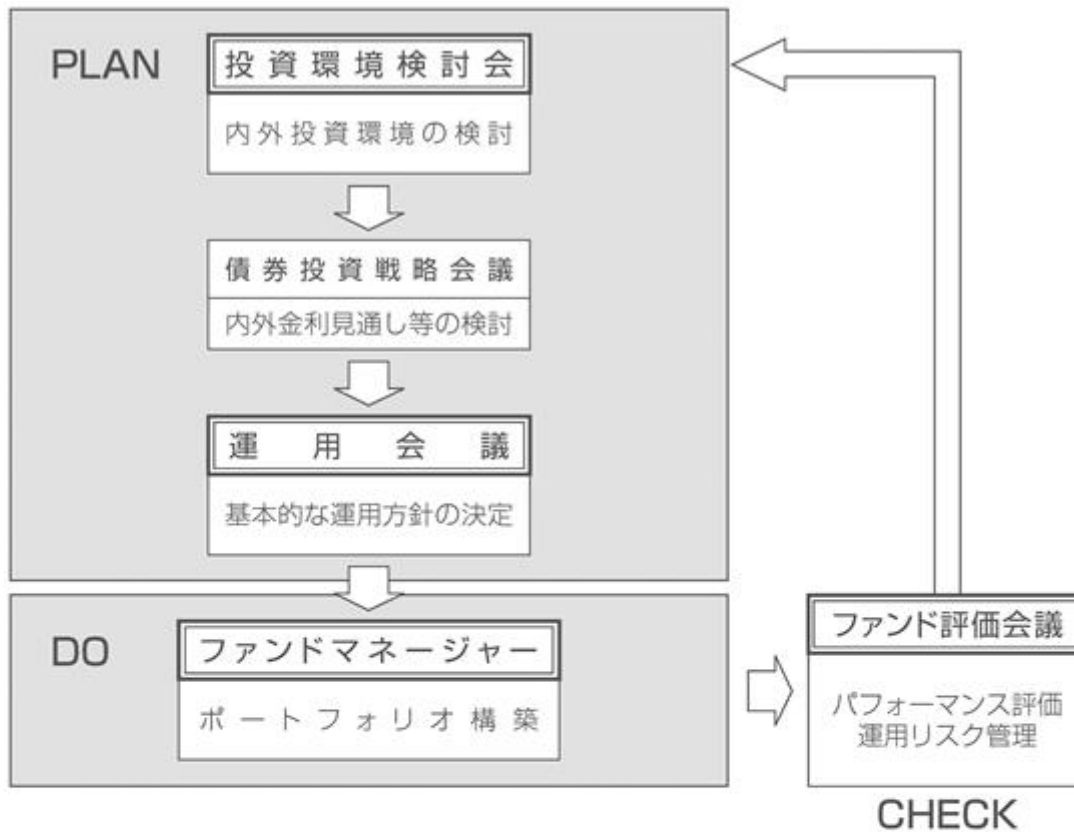 PLAN
投資環境検討会
内外投資環境の検討
債券投資戦略会議
内外金利見通し等の検討
運用会議
基本的な運用方針の決定
DO
ファンドマネージャー
ポートフォリオ構築
ファンド評価会議
パフォーマンス評価
運用リスク管理
CHECK